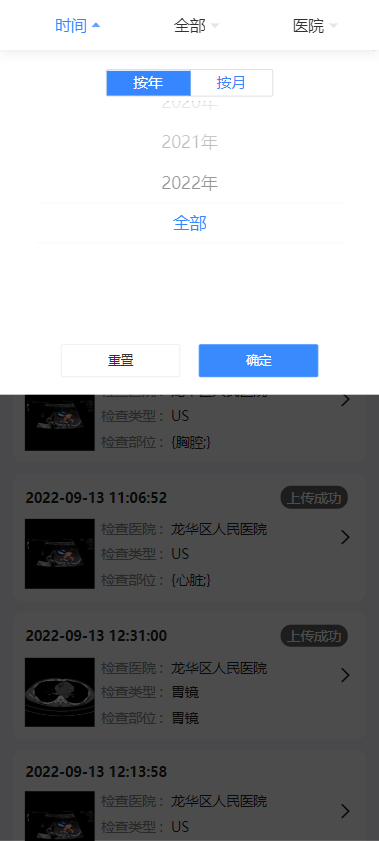 时间 全部 医院
按年 按月
2020年
2021年
2022年
全部
重置 确定
检查医院： 龙华区人民医院
检查类型： US
检查部位： {胸腔;}
2022-09-13 11:06:52 上传成功
检查医院： 龙华区人民医院
检查类型： US
检查部位： {心脏;}
2022-09-13 12:31:00 上传成功
检查医院： 龙华区人民医院
检查类型： 胃镜
检查部位： 胃镜
2022-09-13 12:13:58
检查医院： 龙华区人民医院
检查类型： US